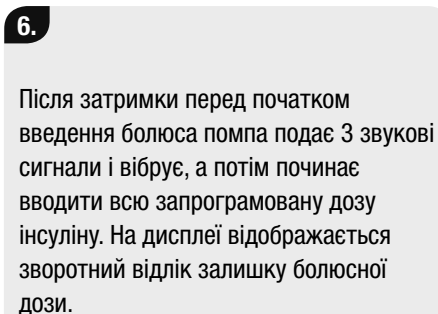 6.
Після затримки перед початком
введення болюса помпа подає 3 звукові
сигнали і вібрує, а потім починає
вводити всю запрограмовану дозу
інсуліну. На дисплеї відображається
зворотний відлік залишку болюсної
дози.